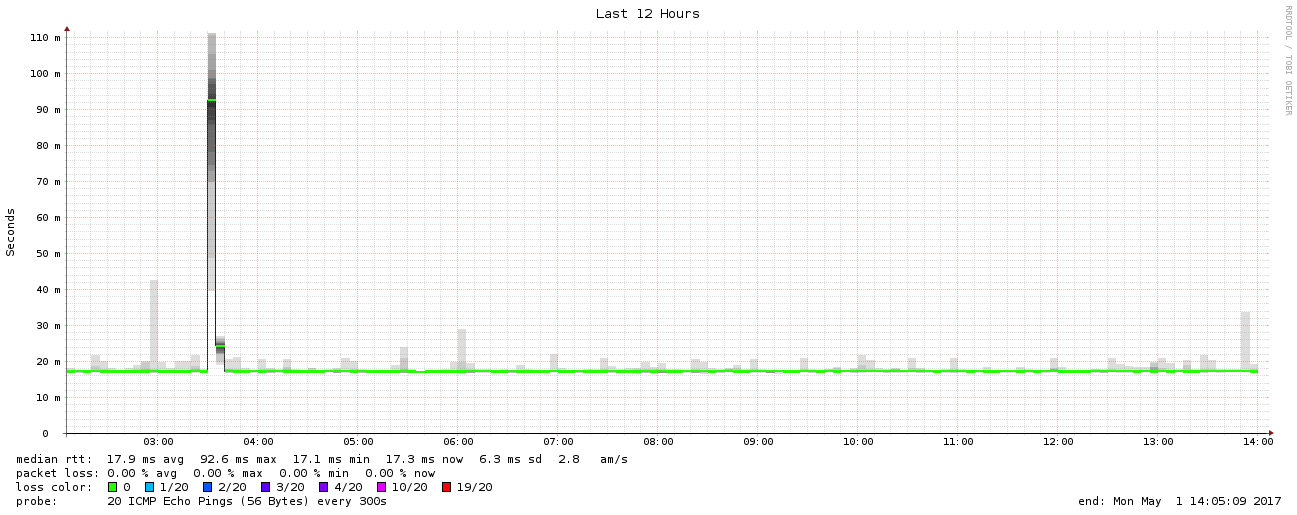 Last 12 Hours
RRDTOOL / TOBI OETIKER
Seconds
110 m
100 m
90 m
80 m
70 m
60 m
50 m
40 m
30 m
20 m
10 m
0
03:00 04:00 05:00 06:00 07:00 08:00 09:00 10:00 11:00 12:00 13:00 14:00
median rtt: 17.9 ms avg 92.6 ms max 17.1 ms min 17.3 ms now 6.3 ms sd 2.8 am/s
packet loss: 0.00 % avg 0.00 % max 0.00 % min 0.00 % now
loss color: 0 1/20 2/20 3/20 4/20 10/20 19/20
probe: 20 ICMP Echo Pings (56 Bytes) every 300s end: Mon May 1 14:05:09 2017